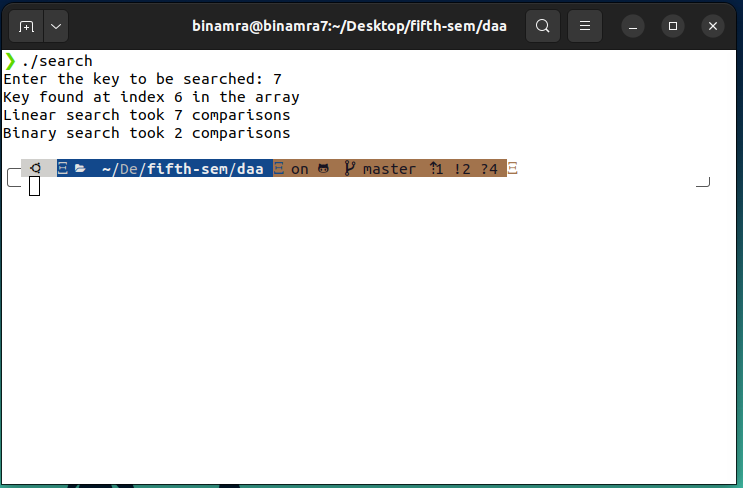 binamra@binamra7:~/Desktop/fifth-sem/daa
❯ ./search
Enter the key to be searched: 7
Key found at index 6 in the array
Linear search took 7 comparisons
Binary search took 2 comparisons
~/De/fifth-sem/daa on master ⇡1 !2 ?4